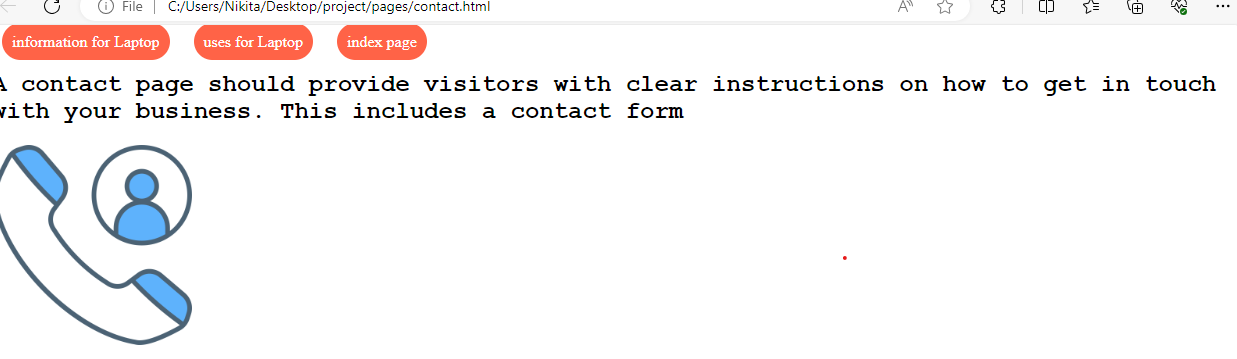 File
C:/Users/Nikita/Desktop/project/pages/contact.html
information for Laptop
uses for Laptop
index page
A contact page should provide visitors with clear instructions on how to get in touch
with your business. This includes a contact form